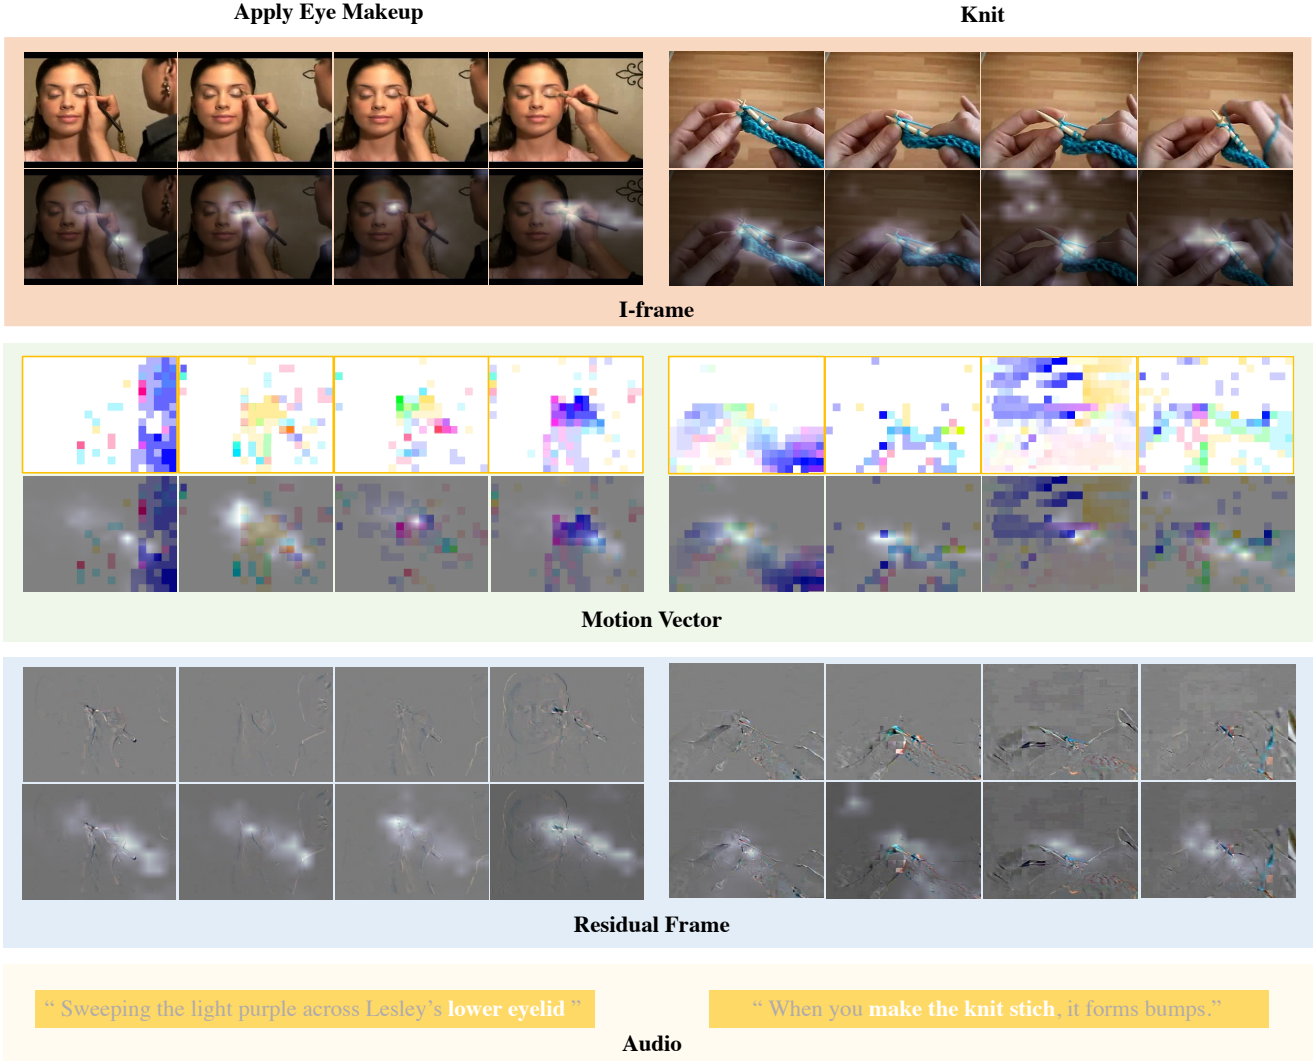 Apply Eye Makeup
Knit
I-frame
Motion Vector
Residual Frame
“ Sweeping the light purple across Lesley’s lower eyelid ”
“ When you make the knit stich, it forms bumps.”
Audio